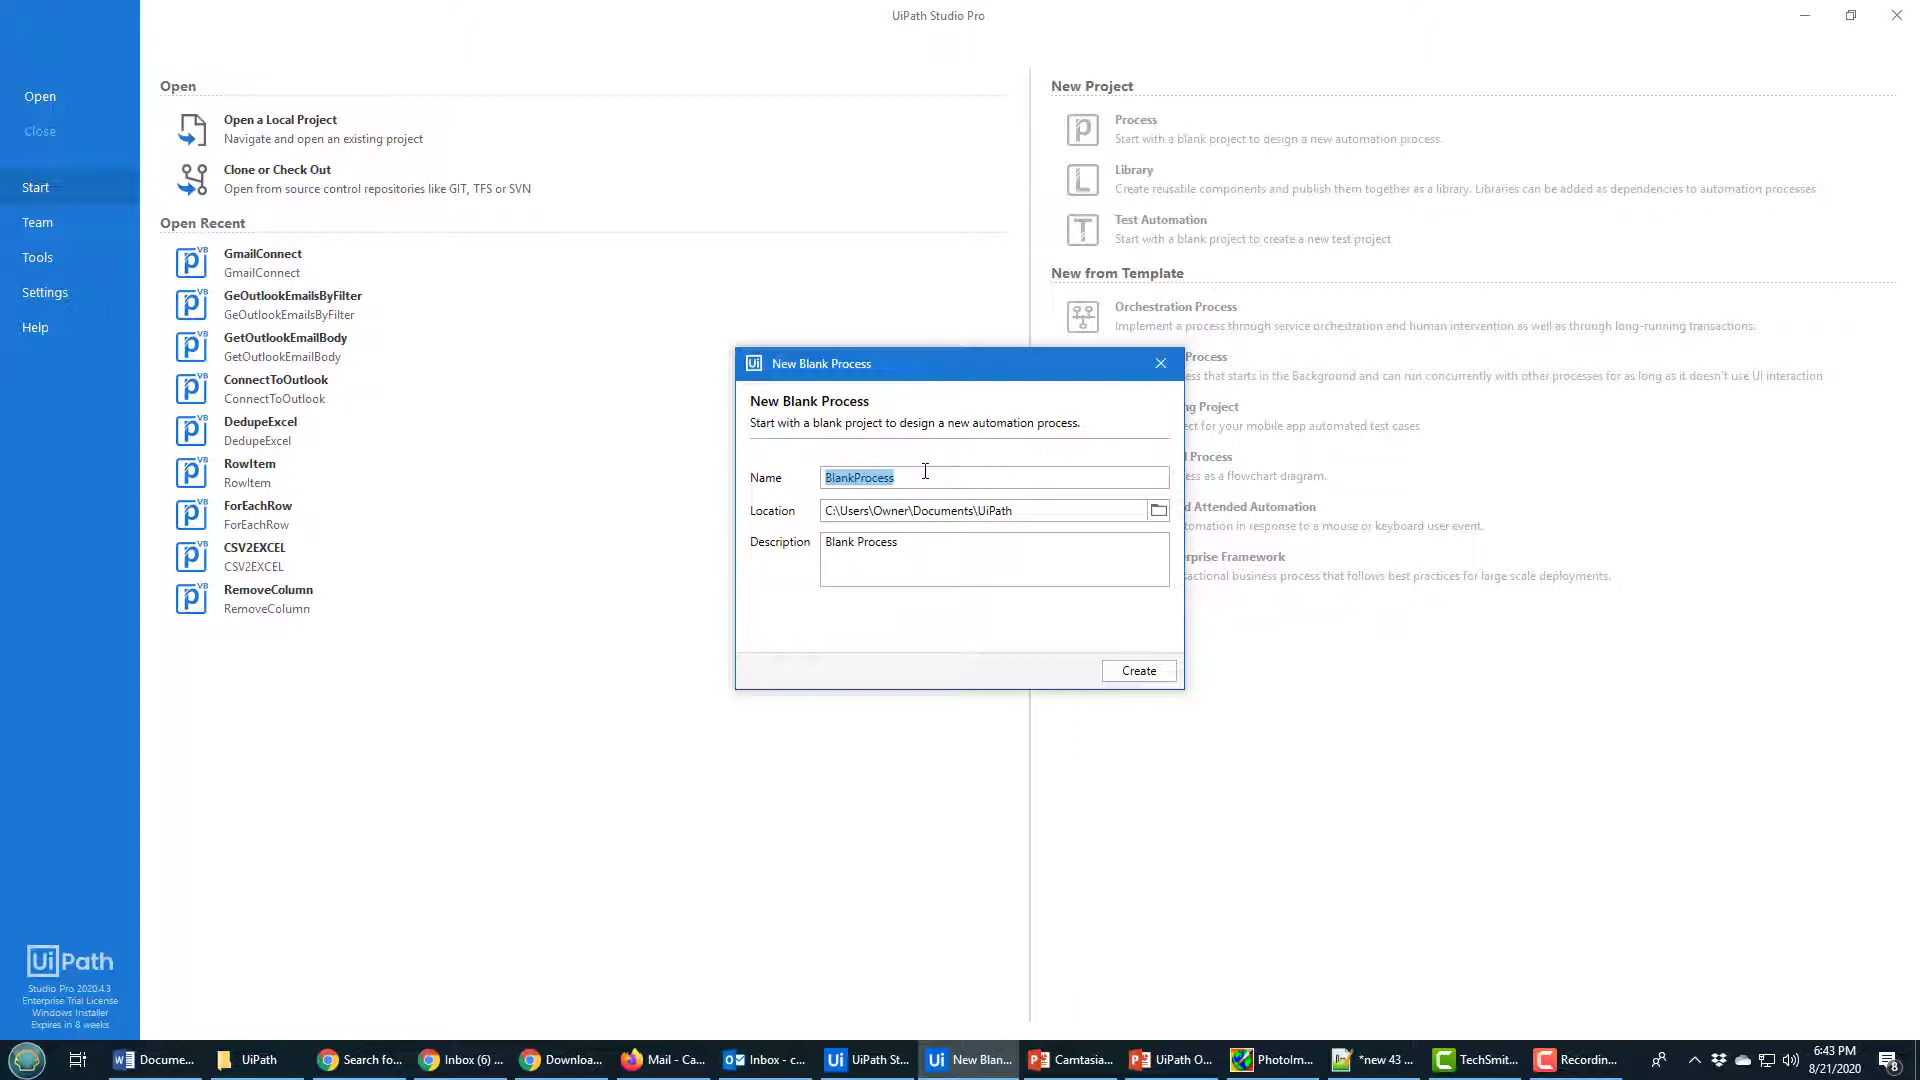 UiPath Studio Pro
Open
Close
Start
Team
Tools
Settings
Help
Open
Open a Local Project
Navigate and open an existing project
Clone or Check Out
Open from source control repositories like GIT, TFS or SVN
Open Recent
GmailConnect
GmailConnect
GeOutlookEmailsByFilter
GeOutlookEmailsByFilter
GetOutlookEmailBody
GetOutlookEmailBody
ConnectToOutlook
ConnectToOutlook
DedupeExcel
DedupeExcel
RowItem
RowItem
ForEachRow
ForEachRow
CSV2EXCEL
CSV2EXCEL
RemoveColumn
RemoveColumn
New Project
Process
Start with a blank project to design a new automation process.
Library
Create reusable components and publish them together as a library. Libraries can be added as dependencies to automation processes
Test Automation
Start with a blank project to create a new test project
New from Template
Orchestration Process
Implement a process through service orchestration and human intervention as well as through long-running transactions.
Process
ss that starts in the Background and can run concurrently with other processes for as long as it doesn't use UI interaction
ng Project
ect for your mobile app automated test cases
d Process
ss as a flowchart diagram.
d Attended Automation
tomation in response to a mouse or keyboard user event.
rprise Framework
actional business process that follows best practices for large scale deployments.
New Blank Process
New Blank Process
Start with a blank project to design a new automation process.
Name BlankProcess
Location C:\Users\Owner\Documents\UiPath
Description Blank Process
Create
UiPath
Studio Pro 2020.4.3
Enterprise Trial License
Windows Installer
Expires in 8 weeks
Docume... UiPath Search fo... Inbox (6) ... Downloa... Mail - Ca... Inbox - c... UiPath St... New Blan... Camtasia... UiPath O... PhotoIm... *new 43 ... TechSmit... Recordin...
6:43 PM
8/21/2020
8